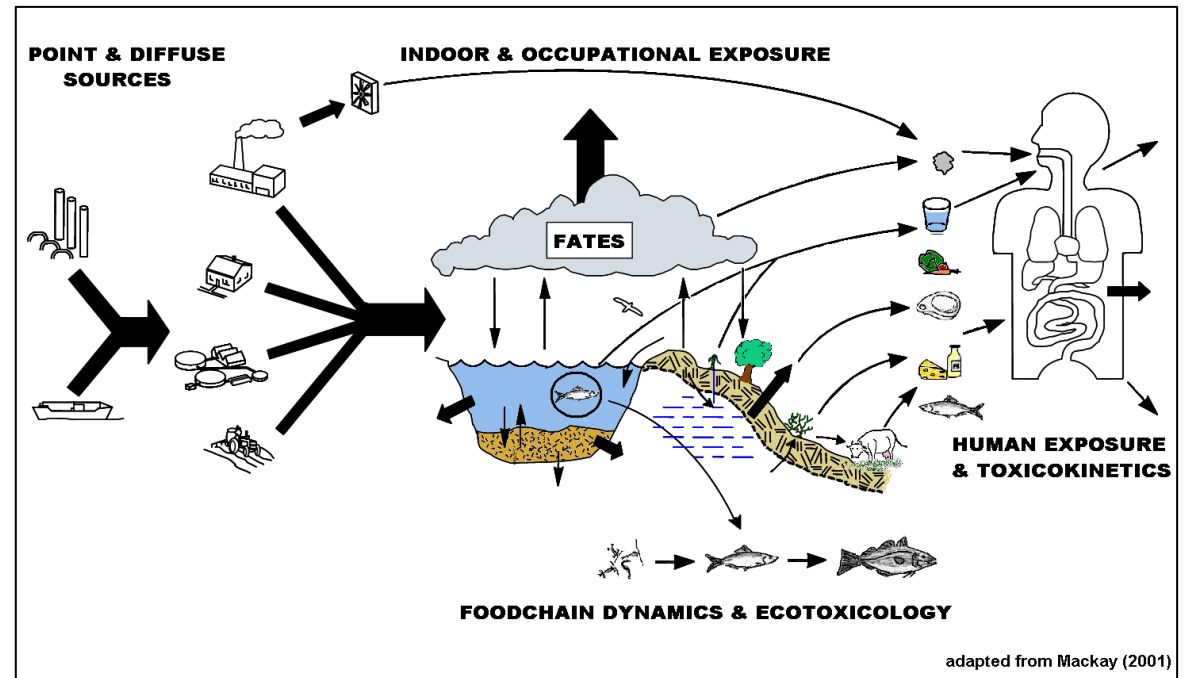 POINT & DIFFUSE
SOURCES
INDOOR & OCCUPATIONAL EXPOSURE
FATES
HUMAN EXPOSURE
& TOXICOKINETICS
FOODCHAIN DYNAMICS & ECOTOXICOLOGY
adapted from Mackay (2001)